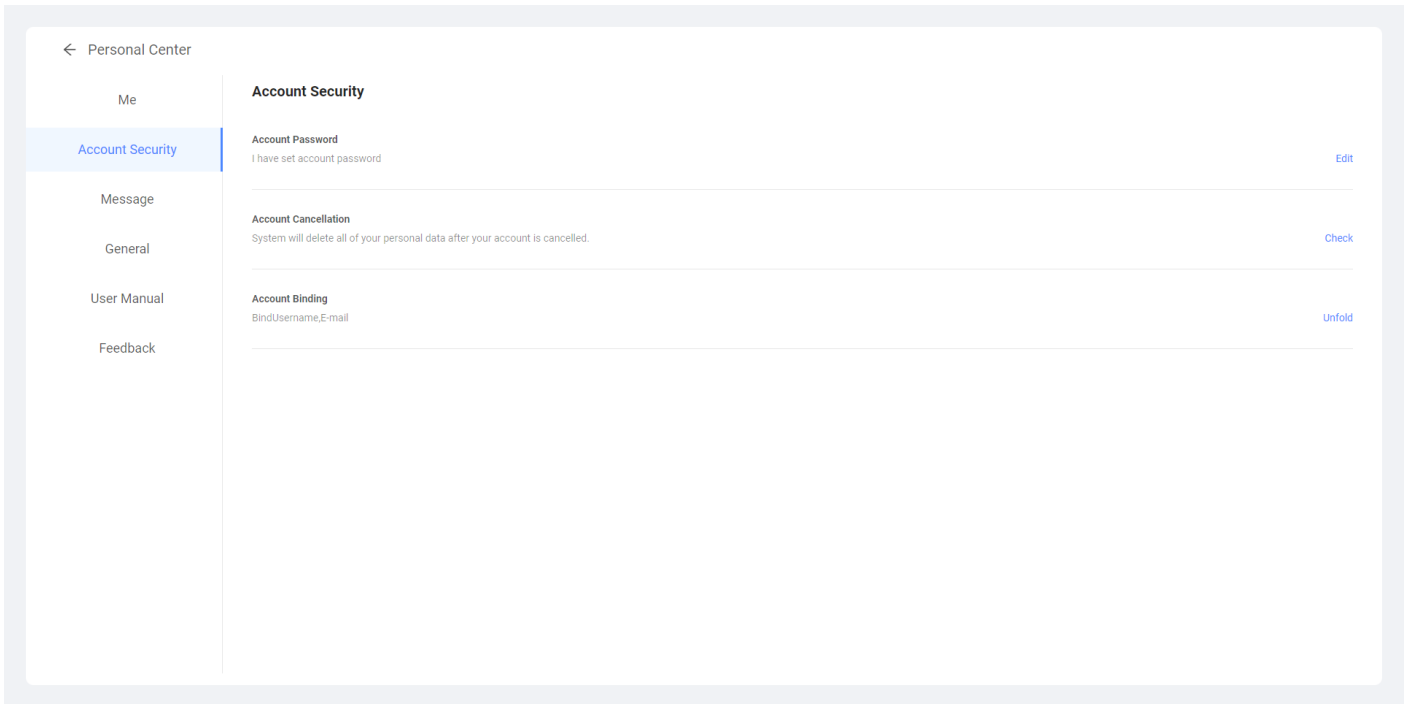 Personal Center
Me
Account Security
Message
General
User Manual
Feedback
Account Security
Account Password
I have set account password
Edit
Account Cancellation
System will delete all of your personal data after your account is cancelled.
Check
Account Binding
BindUsername,E-mail
Unfold